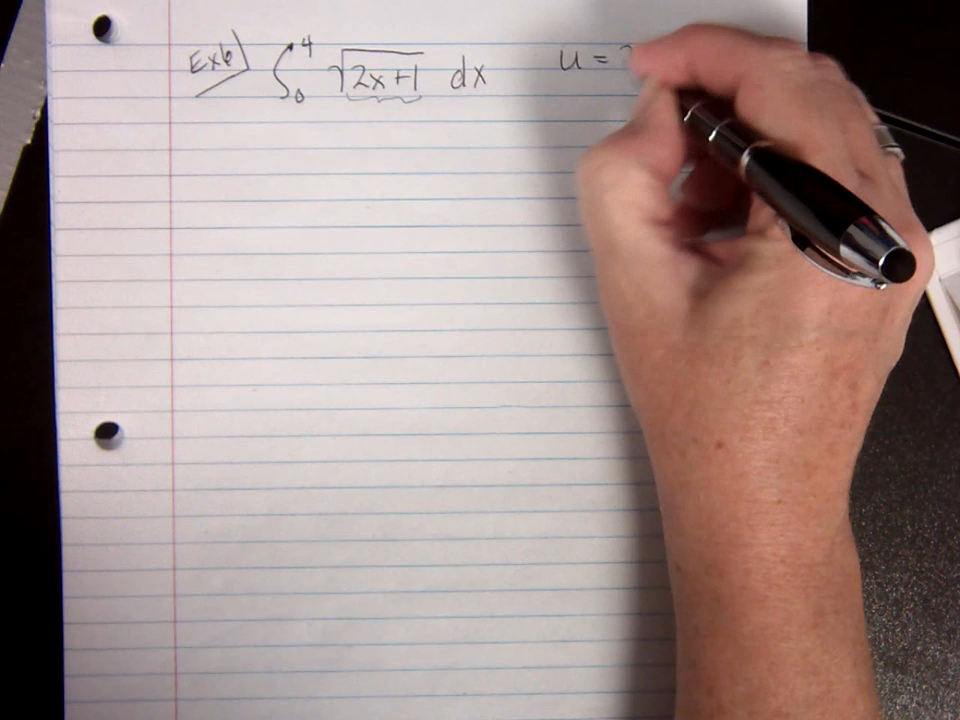 Ex6) ∫₀⁴ √(2x+1) dx u =